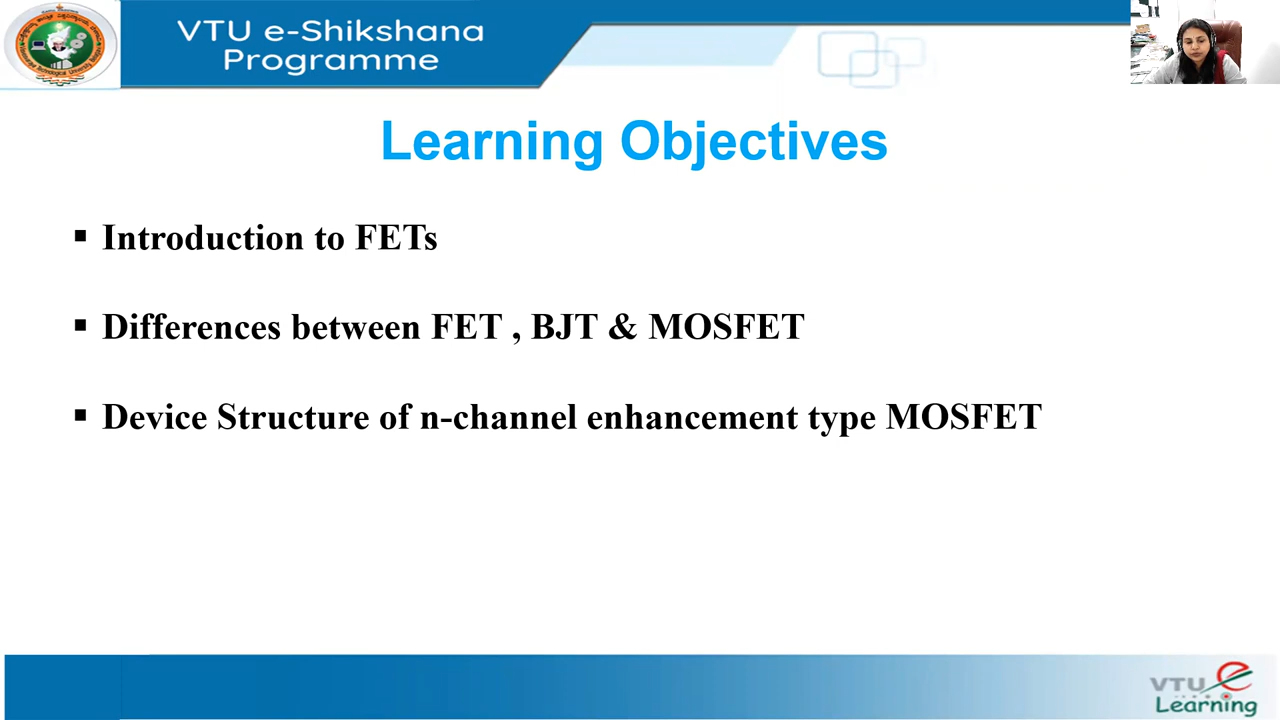 VTU e-Shikshana
Programme
Learning Objectives
▪ Introduction to FETs
▪ Differences between FET , BJT & MOSFET
▪ Device Structure of n-channel enhancement type MOSFET
VTU e
Learning